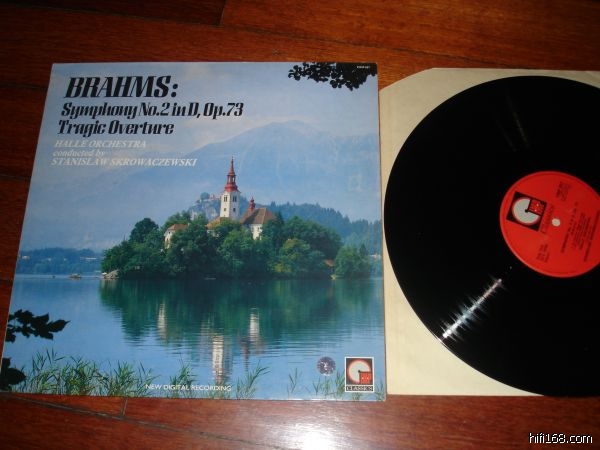 BRAHMS:
Symphony No.2 in D, Op.73
Tragic Overture
HALLE ORCHESTRA
conducted by
STANISLAW SKROWACZEWSKI
NEW DIGITAL RECORDING
CLASSICS
hifi168.com